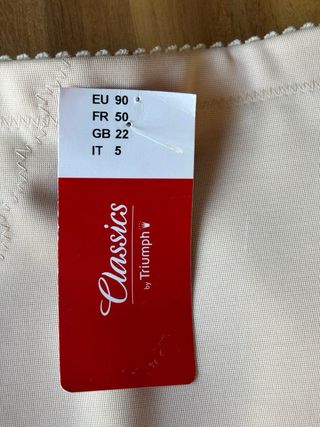 EU 90
FR 50
GB 22
IT 5
Classics
by Triumph